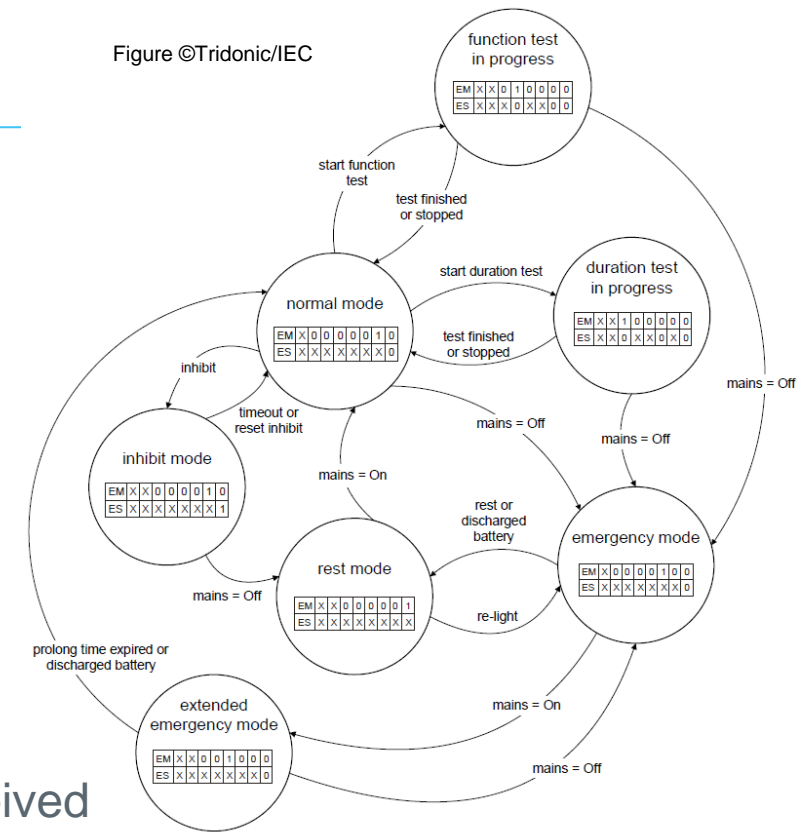 Figure ©Tridonic/IEC
function test
in progress
EM X X 0 1 0 0 0 0
ES X X X 0 X X 0 0
start function
test
test finished
or stopped
start duration test
duration test
in progress
EM X X 1 0 0 0 0 0
ES X X 0 X X 0 X 0
normal mode
EM X 0 0 0 0 0 1 0
ES X X X X X X X 0
test finished
or stopped
mains = Off
inhibit
timeout or
reset inhibit
mains = Off
mains = Off
inhibit mode
EM X X 0 0 0 0 1 0
ES X X X X X X X 1
mains = On
rest or
discharged
battery
emergency mode
EM X 0 0 0 0 1 0 0
ES X X X X X X X 0
rest mode
EM X X 0 0 0 0 0 1
ES X X X X X X X X
mains = Off
re-light
prolong time expired or
discharged battery
extended
emergency mode
EM X X 0 0 1 0 0 0
ES X X X X X X X 0
mains = On
mains = Off